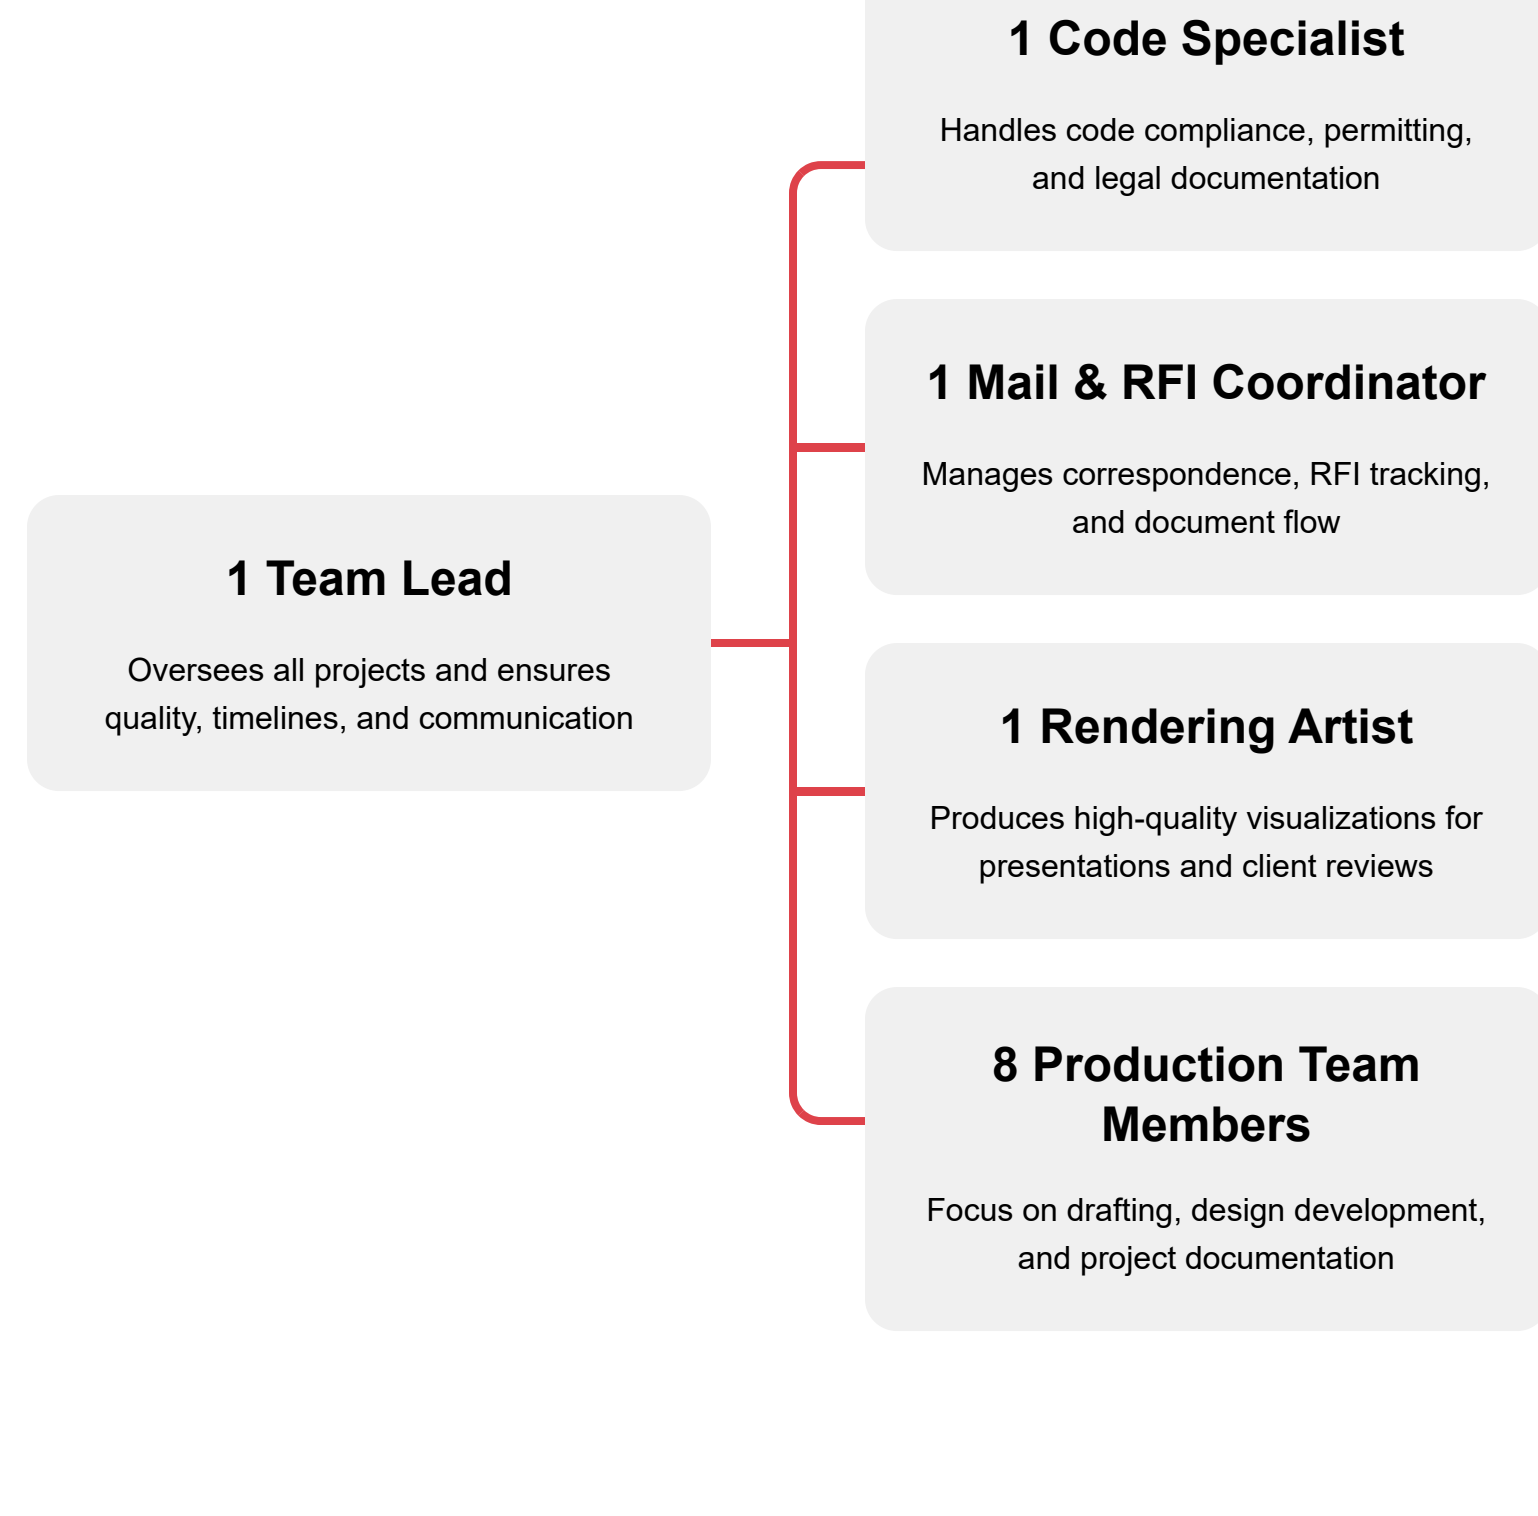 1 Team Lead
Oversees all projects and ensures
quality, timelines, and communication
1 Code Specialist
Handles code compliance, permitting,
and legal documentation
1 Mail & RFI Coordinator
Manages correspondence, RFI tracking,
and document flow
1 Rendering Artist
Produces high-quality visualizations for
presentations and client reviews
8 Production Team
Members
Focus on drafting, design development,
and project documentation